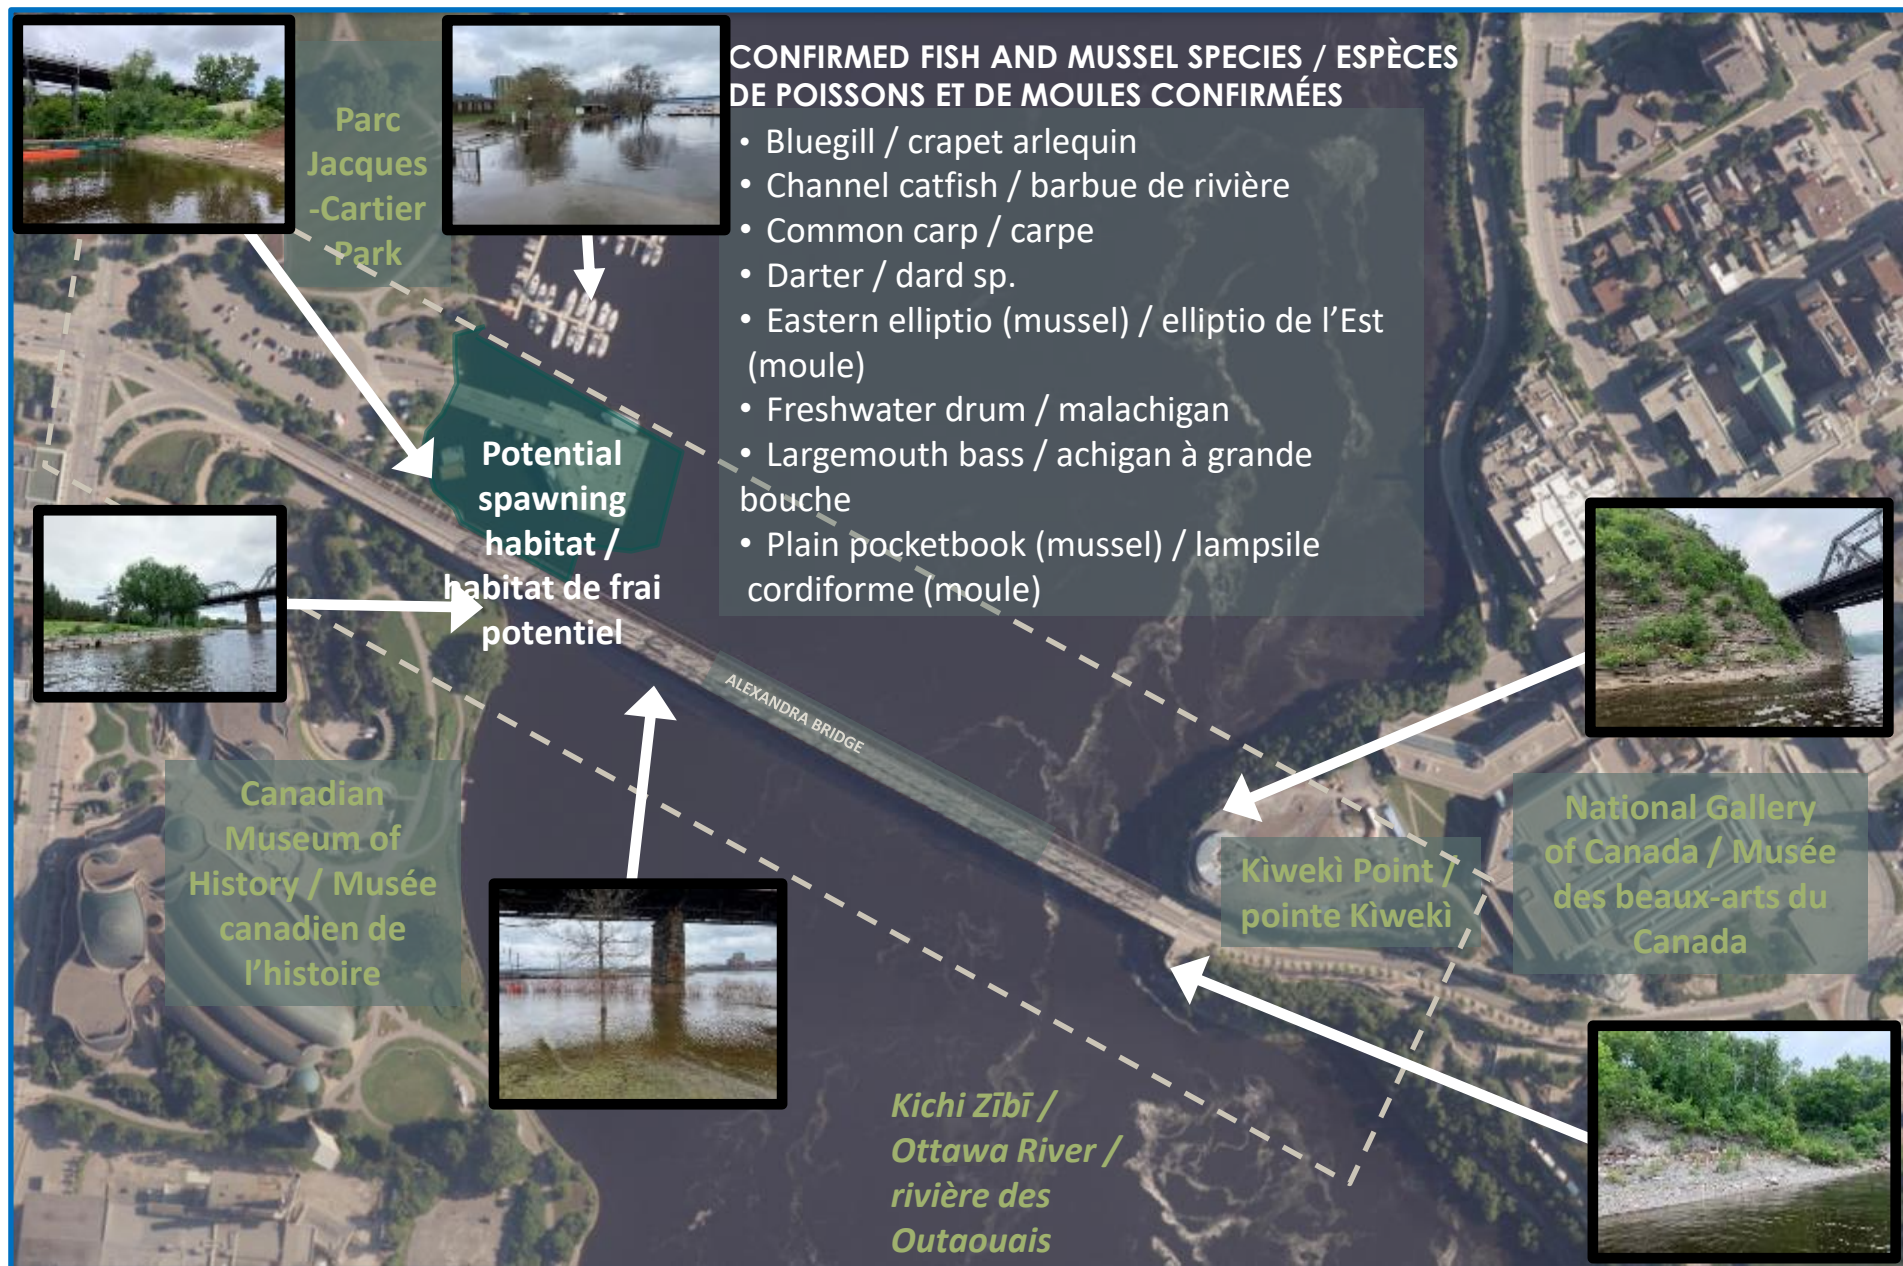 CONFIRMED FISH AND MUSSEL SPECIES / ESPÈCES
DE POISSONS ET DE MOULES CONFIRMÉES
• Bluegill / crapet arlequin
• Channel catfish / barbue de rivière
• Common carp / carpe
• Darter / dard sp.
• Eastern elliptio (mussel) / elliptio de l’Est
(moule)
• Freshwater drum / malachigan
• Largemouth bass / achigan à grande
bouche
• Plain pocketbook (mussel) / lampsile
cordiforme (moule)
Parc
Jacques
-Cartier
Park
Potential
spawning
habitat /
habitat de frai
potentiel
ALEXANDRA BRIDGE
Canadian
Museum of
History / Musée
canadien de
l’histoire
Kìwekì Point /
pointe Kìwekì
National Gallery
of Canada / Musée
des beaux-arts du
Canada
Kichi Zībī /
Ottawa River /
rivière des
Outaouais